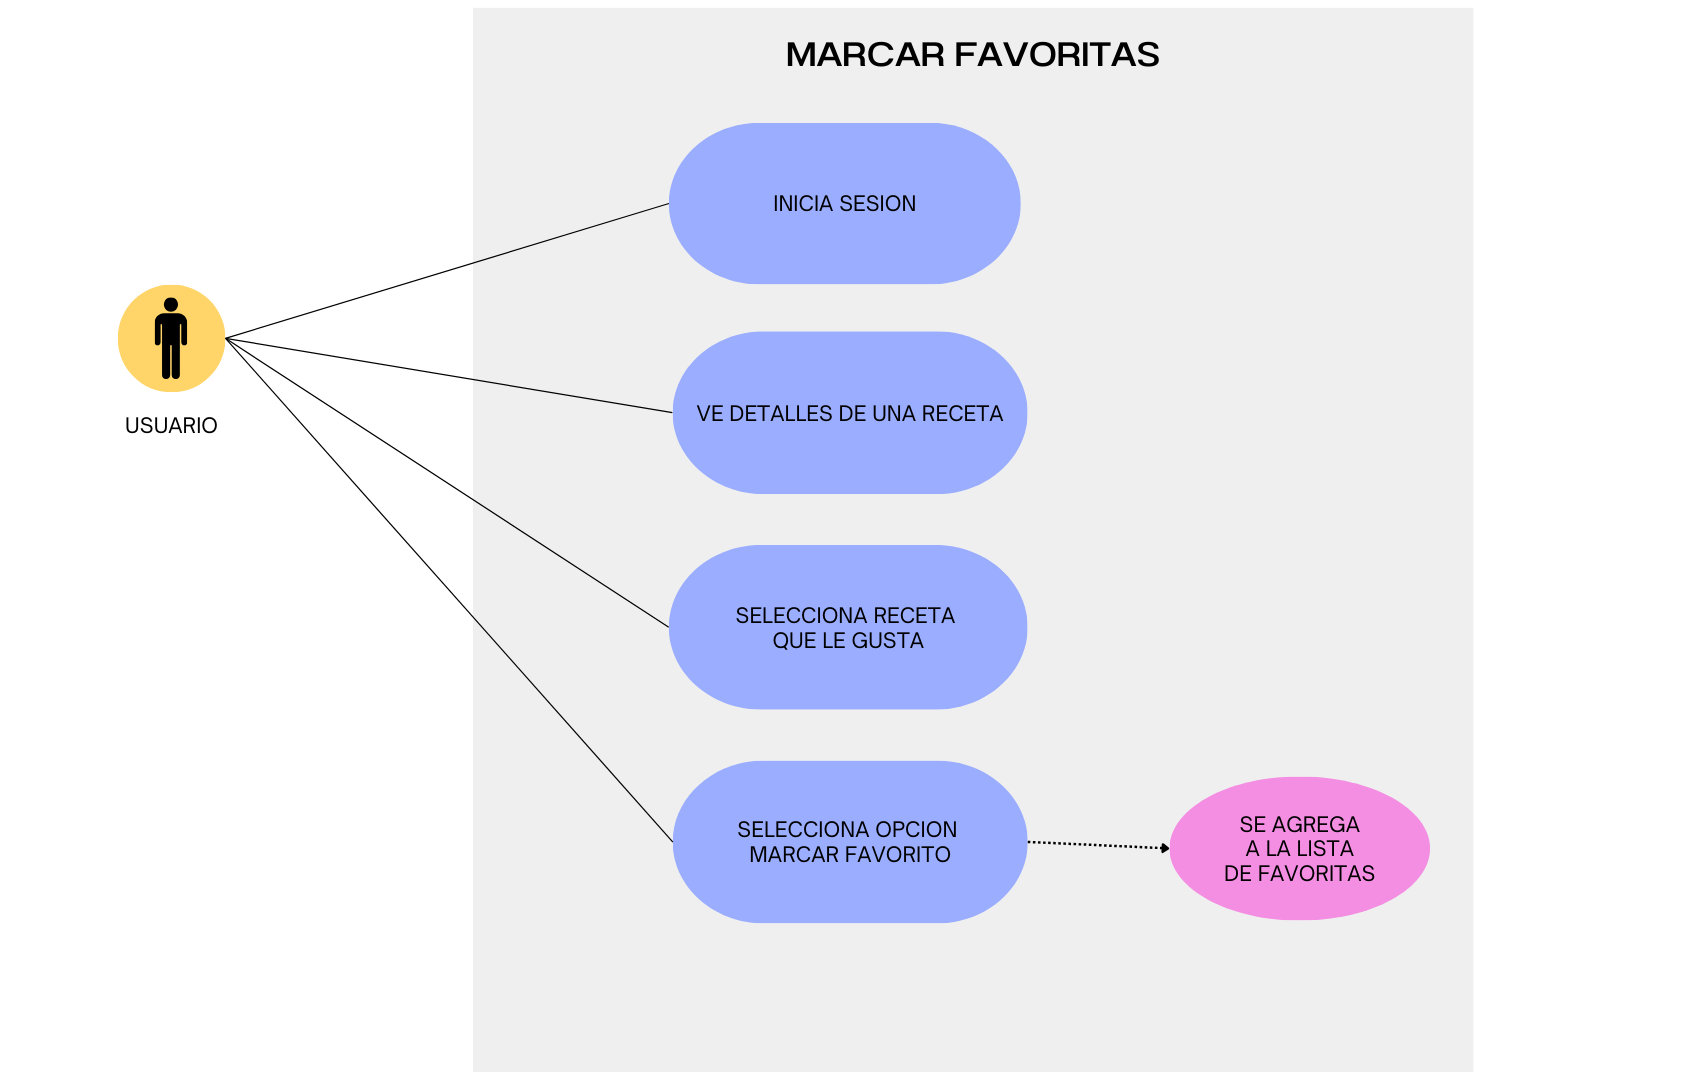 MARCAR FAVORITAS
INICIA SESION
USUARIO
VE DETALLES DE UNA RECETA
SELECCIONA RECETA
QUE LE GUSTA
SELECCIONA OPCION
MARCAR FAVORITO
SE AGREGA
A LA LISTA
DE FAVORITAS